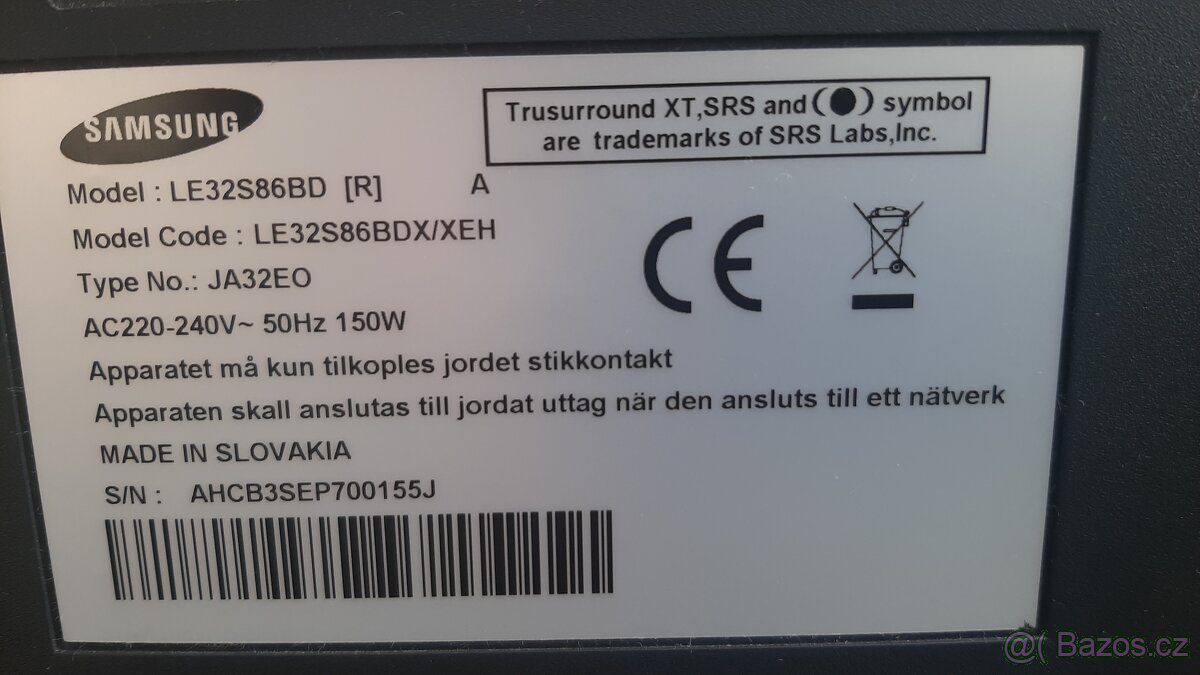 SAMSUNG
Trusurround XT,SRS and (●) symbol
are trademarks of SRS Labs,Inc.
Model : LE32S86BD [R] A
Model Code : LE32S86BDX/XEH
Type No.: JA32EO
AC220-240V~ 50Hz 150W
Apparatet må kun tilkoples jordet stikkontakt
Apparaten skall anslutas till jordat uttag när den ansluts till ett nätverk
MADE IN SLOVAKIA
S/N : AHCB3SEP700155J
CE
@( Bazos.cz